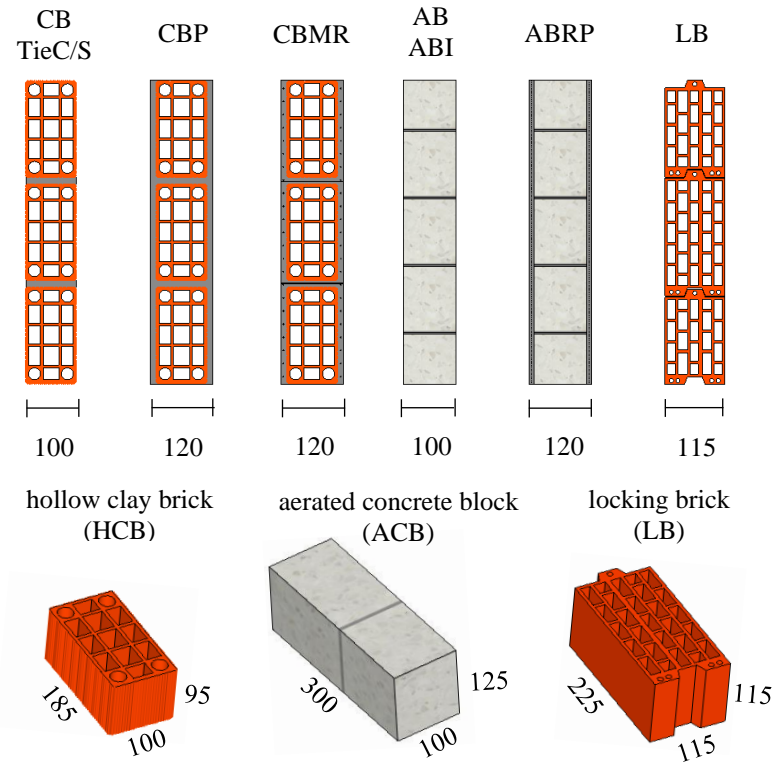 CB
TieC/S
CBP
CBMR
AB
ABI
ABRP
LB
100
120
120
100
120
115
hollow clay brick
(HCB)
aerated concrete block
(ACB)
locking brick
(LB)
185
100
95
300
100
125
225
115
115